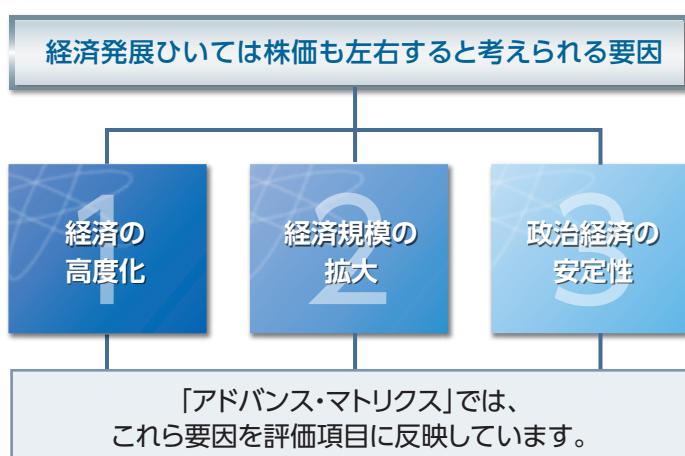 経済発展ひいては株価も左右すると考えられる要因
1
経済の
高度化
2
経済規模の
拡大
3
政治経済の
安定性
「アドバンス・マトリクス」では、
これら要因を評価項目に反映しています。